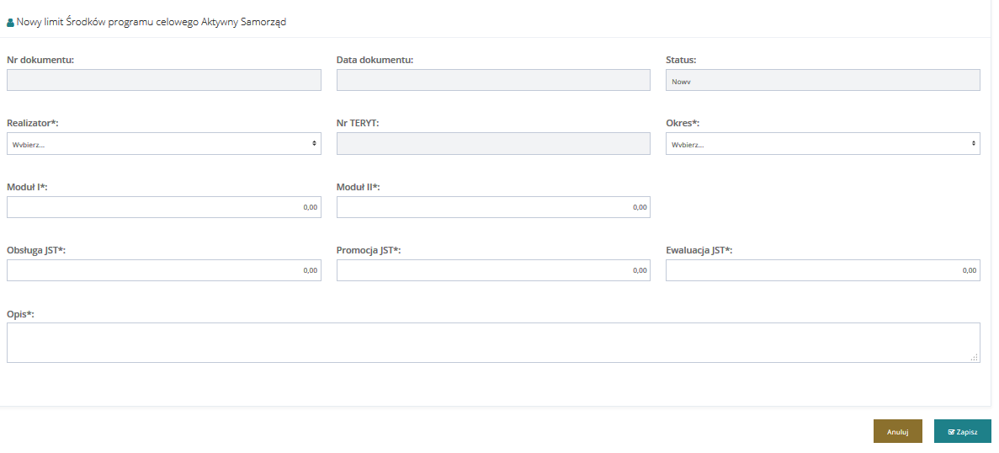 Nowy limit Środków programu celowego Aktywny Samorząd
Nr dokumentu: Data dokumentu: Status:
Nowy
Realizator*: Nr TERYT: Okres*:
Wybierz... Wybierz...
Moduł I*: Moduł II*:
0,00 0,00
Obsługa JST*: Promocja JST*: Ewaluacja JST*:
0,00 0,00 0,00
Opis*:
Anuluj Zapisz